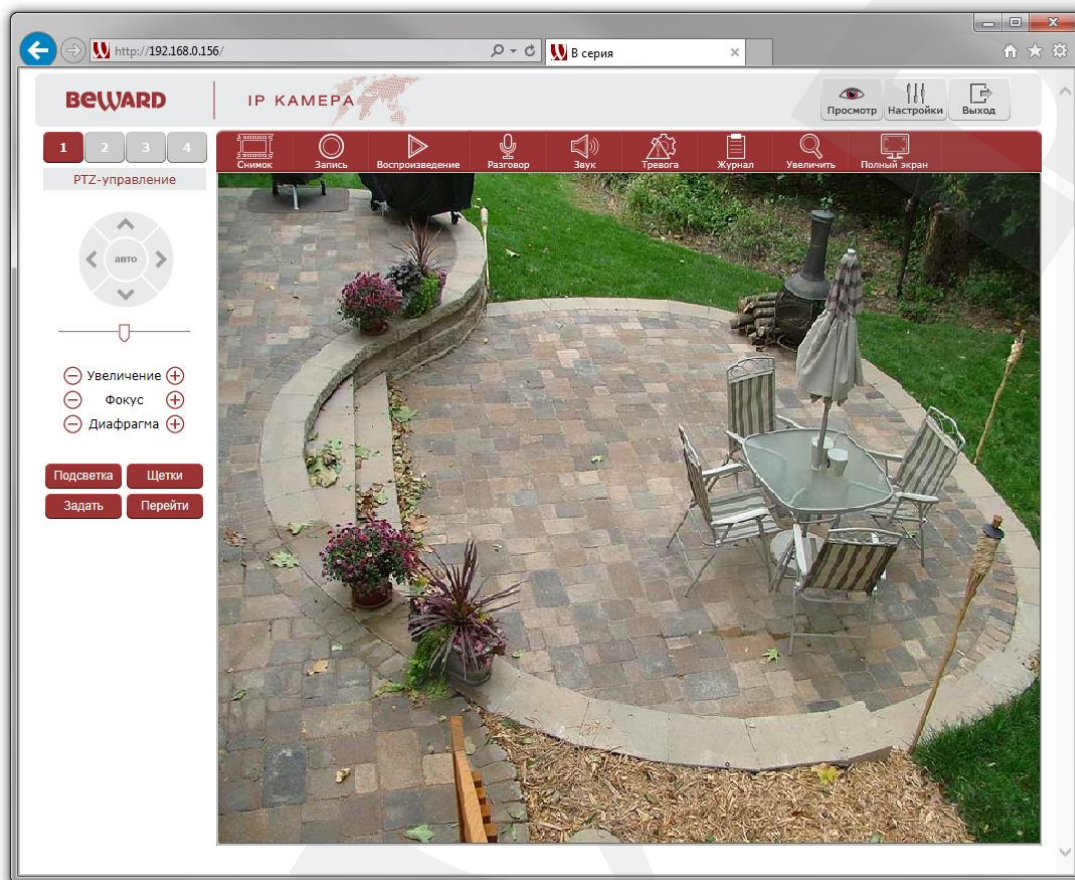 http://192.168.0.156/
В серия
BEWARD
IP КАМЕРА
Просмотр
Настройки
Выход
1 2 3 4
Снимок
Запись
Воспроизведение
Разговор
Звук
Тревога
Журнал
Увеличить
Полный экран
PTZ-управление
авто
Увеличение
Фокус
Диафрагма
Подсветка
Щетки
Задать
Перейти